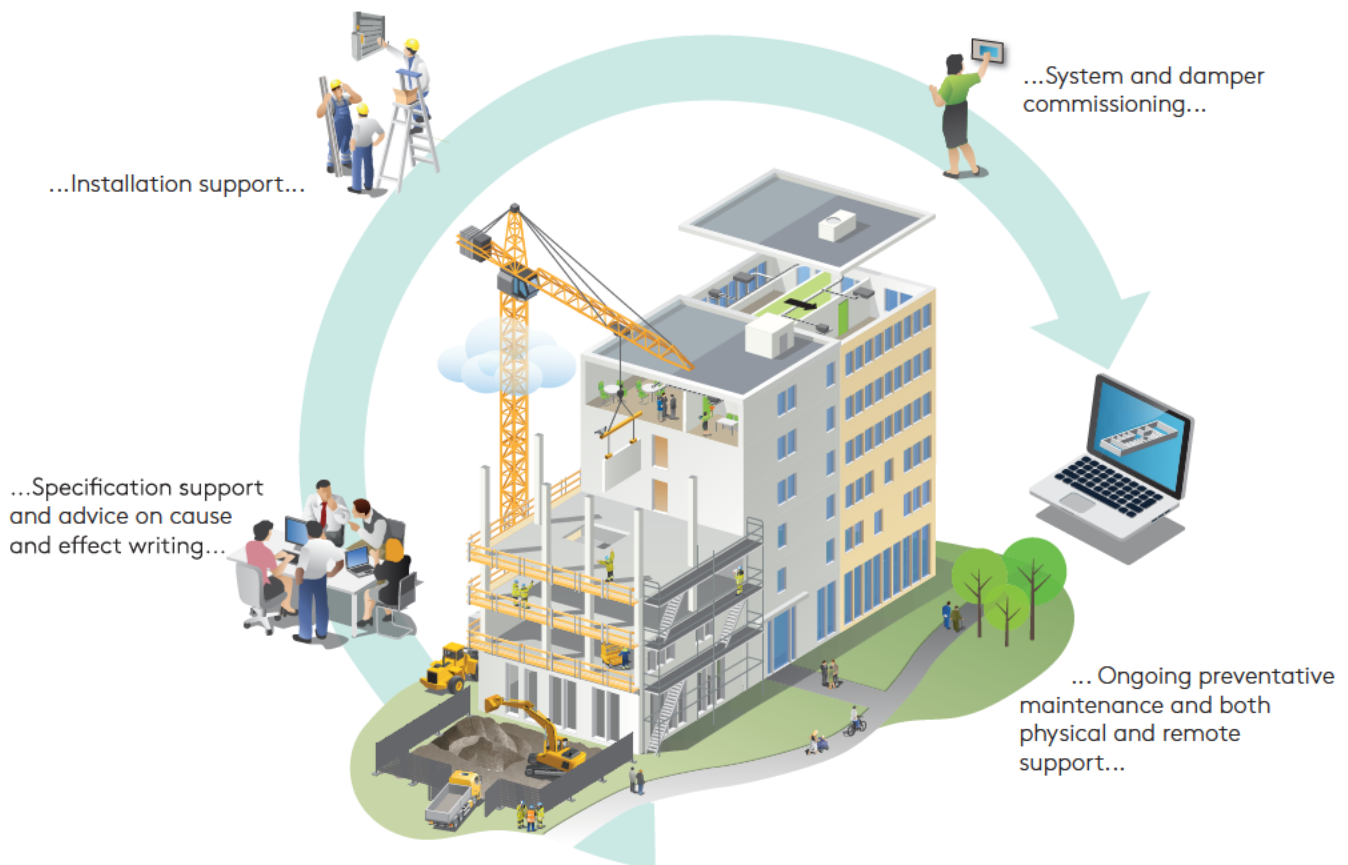 ...System and damper
commissioning...
...Installation support...
...Specification support
and advice on cause
and effect writing...
... Ongoing preventative
maintenance and both
physical and remote
support...